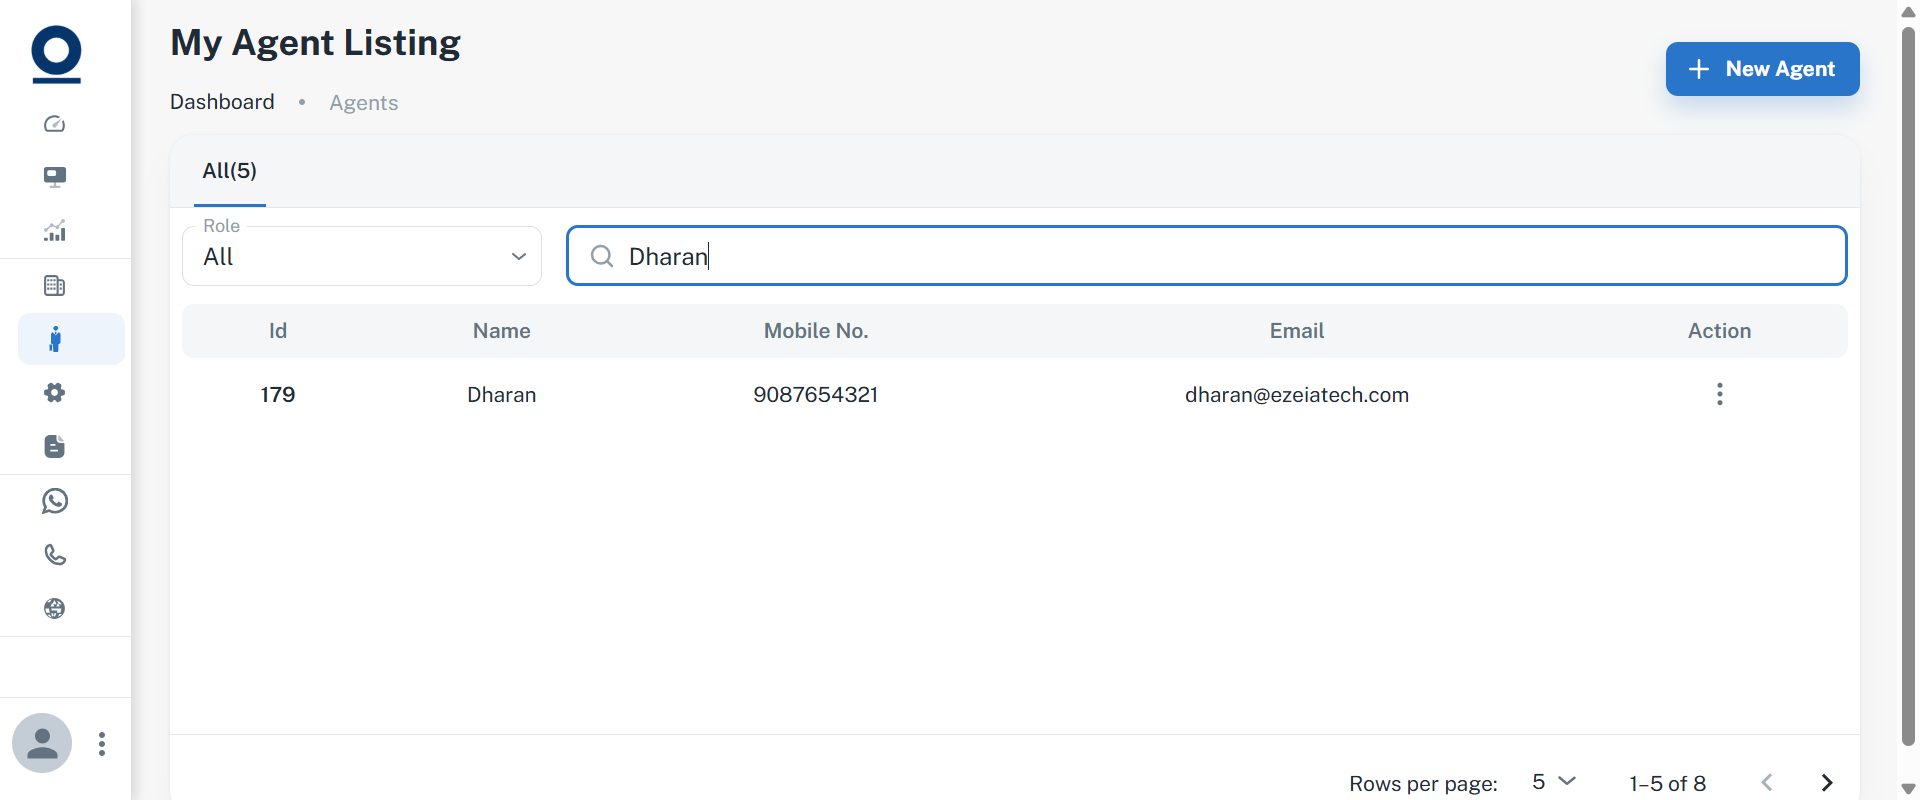 My Agent Listing
New Agent
Dashboard • Agents
All(5)
Role
All
Dharan
Id Name Mobile No. Email Action
179 Dharan 9087654321 dharan@ezeiatech.com
Rows per page: 5 1–5 of 8